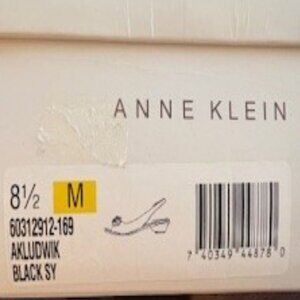 ANNE KLEIN
8½ M
60312912-169
AKLUDWIK
BLACK SY
7 40349 44878 0